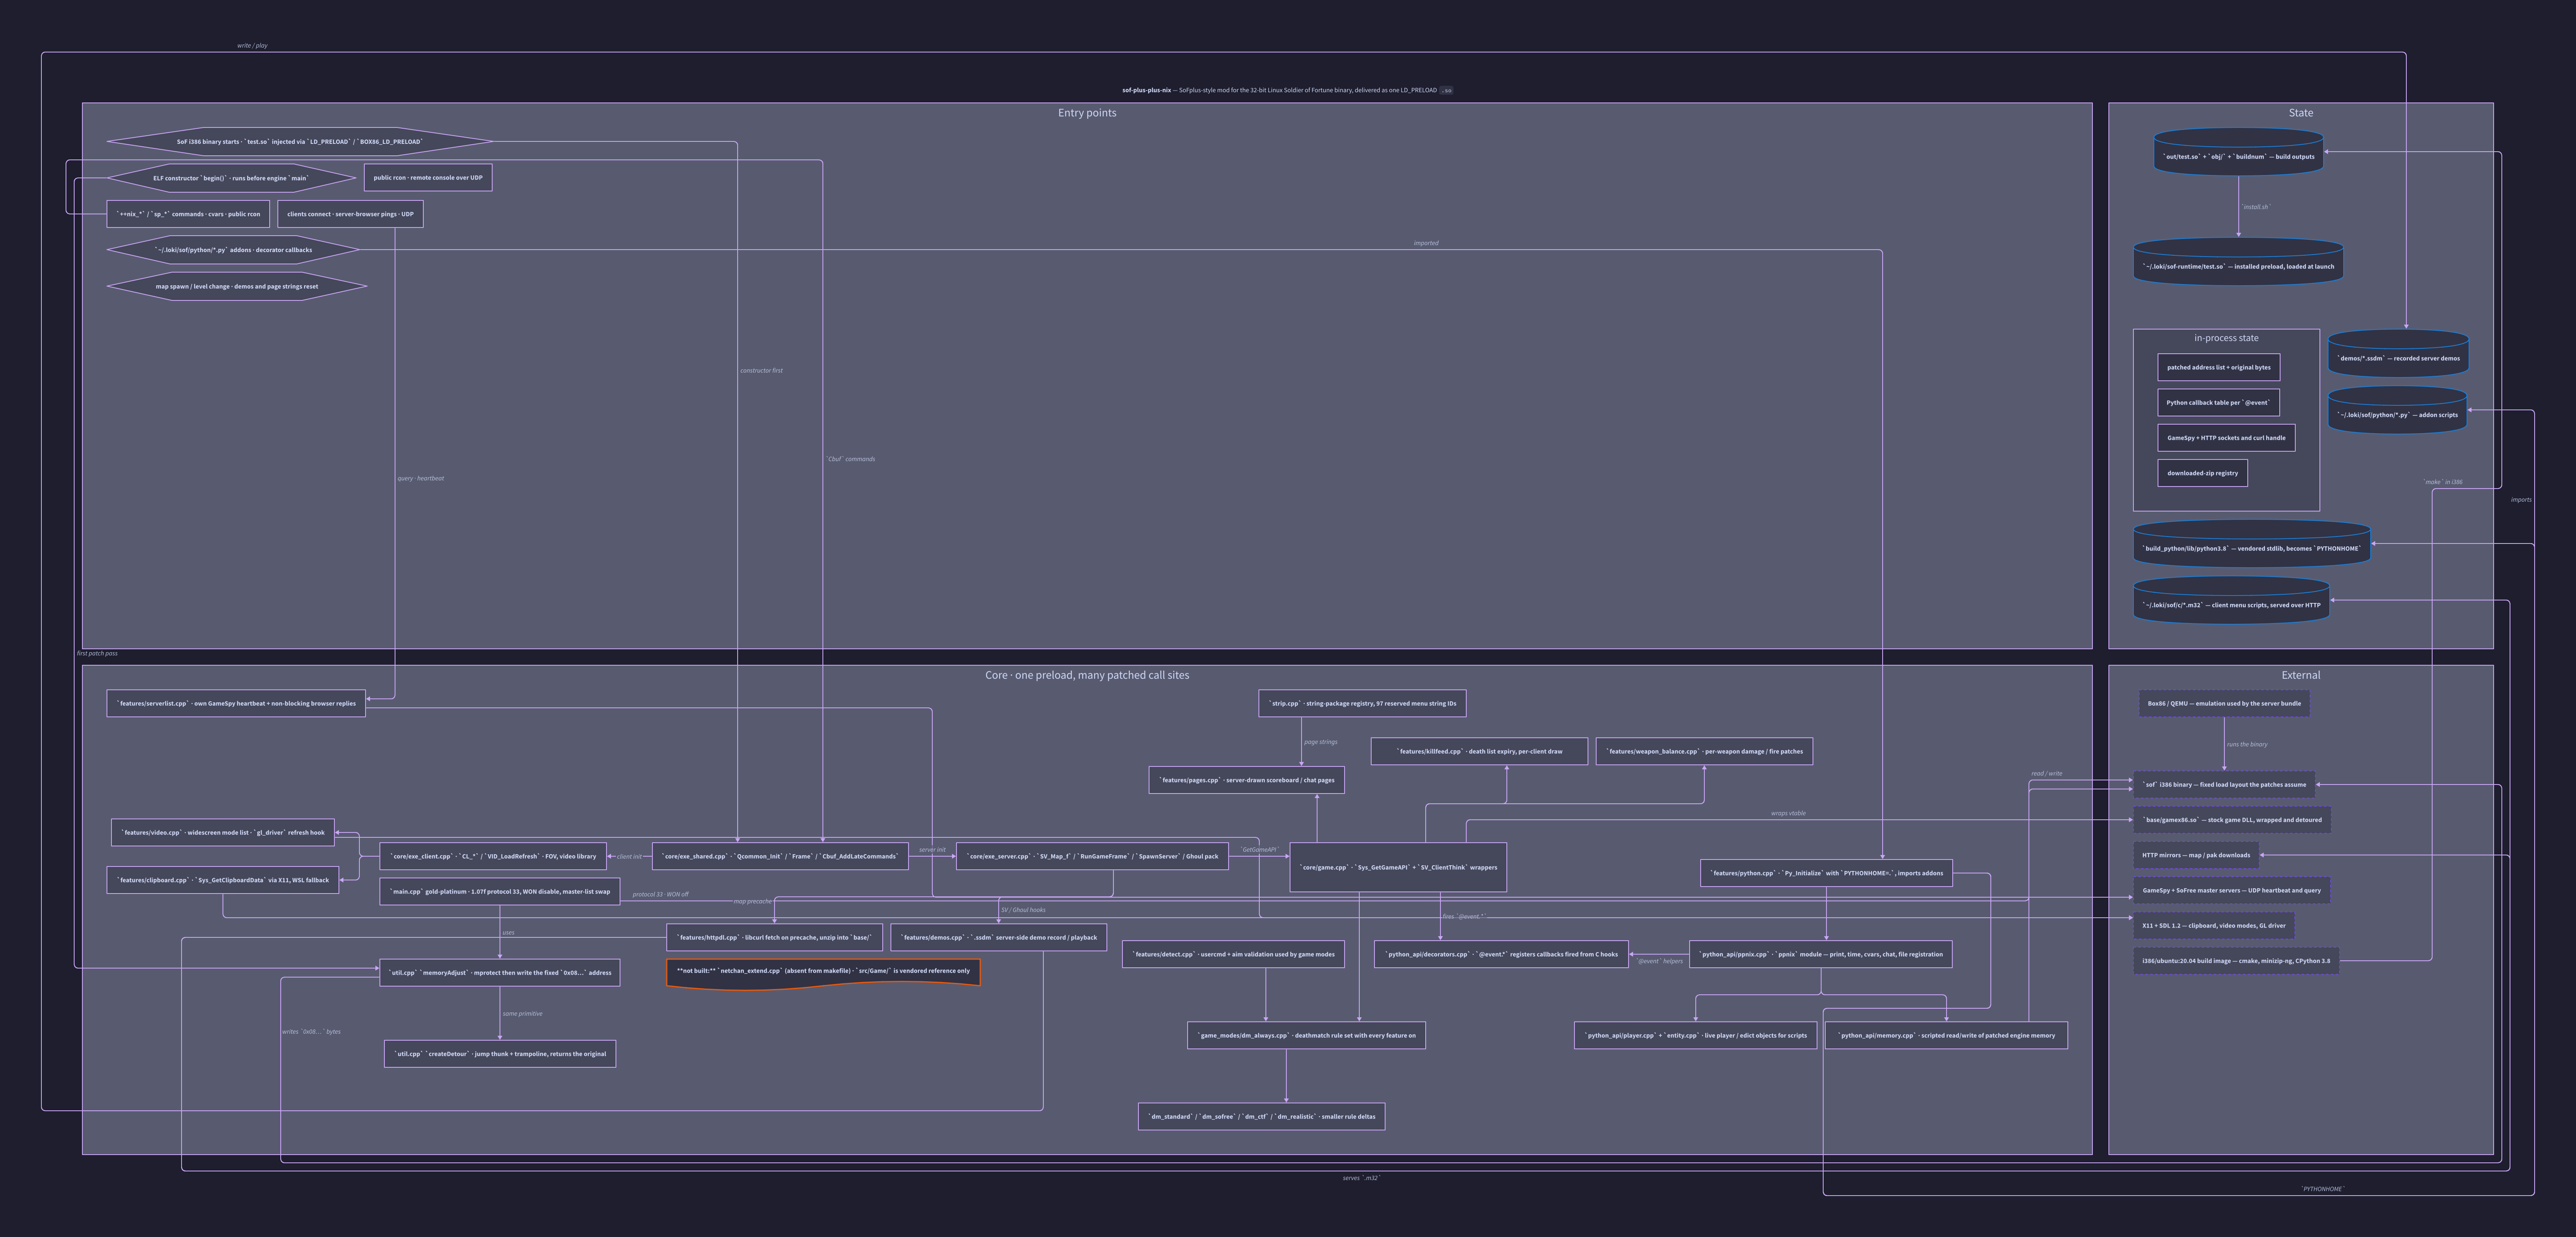 write / play
sof-plus-plus-nix — SoFplus-style mod for the 32-bit Linux Soldier of Fortune binary, delivered as one LD_PRELOAD .so
Entry points
SoF i386 binary starts · `test.so` injected via `LD_PRELOAD` / `BOX86_LD_PRELOAD`
ELF constructor `begin()` · runs before engine `main`
public rcon · remote console over UDP
`++nix_*` / `sp_*` commands · cvars · public rcon
clients connect · server-browser pings · UDP
`~/.loki/sof/python/*.py` addons · decorator callbacks
map spawn / level change · demos and page strings reset
imported
constructor first
`Cbuf` commands
query · heartbeat
first patch pass
State
`out/test.so` + `obj/` + `buildnum` — build outputs
`install.sh`
`~/.loki/sof-runtime/test.so` — installed preload, loaded at launch
in-process state
patched address list + original bytes
Python callback table per `@event`
GameSpy + HTTP sockets and curl handle
downloaded-zip registry
`demos/*.ssdm` — recorded server demos
`~/.loki/sof/python/*.py` — addon scripts
`make` in i386
imports
`build_python/lib/python3.8` — vendored stdlib, becomes `PYTHONHOME`
`~/.loki/sof/c/*.m32` — client menu scripts, served over HTTP
Core · one preload, many patched call sites
`features/serverlist.cpp` · own GameSpy heartbeat + non-blocking browser replies
`strip.cpp` · string-package registry, 97 reserved menu string IDs
page strings
`features/killfeed.cpp` · death list expiry, per-client draw
`features/weapon_balance.cpp` · per-weapon damage / fire patches
`features/pages.cpp` · server-drawn scoreboard / chat pages
read / write
wraps vtable
`features/video.cpp` · widescreen mode list · `gl_driver` refresh hook
`core/exe_client.cpp` · `CL_*` / `VID_LoadRefresh` · FOV, video library
client init
`core/exe_shared.cpp` · `Qcommon_Init` / `Frame` / `Cbuf_AddLateCommands`
server init
`core/exe_server.cpp` · `SV_Map_f` / `RunGameFrame` / `SpawnServer` / Ghoul pack
`GetGameAPI`
`core/game.cpp` · `Sys_GetGameAPI` + `SV_ClientThink` wrappers
`features/python.cpp` · `Py_Initialize` with `PYTHONHOME=.`, imports addons
`features/clipboard.cpp` · `Sys_GetClipboardData` via X11, WSL fallback
`main.cpp` gold-platinum · 1.07f protocol 33, WON disable, master-list swap
protocol 33 · WON off
map precache
SV / Ghoul hooks
fires `@event.*`
uses
`features/httpdl.cpp` · libcurl fetch on precache, unzip into `base/`
`features/demos.cpp` · `.ssdm` server-side demo record / playback
`features/detect.cpp` · usercmd + aim validation used by game modes
`python_api/decorators.cpp` · `@event.*` registers callbacks fired from C hooks
`@event` helpers
`python_api/ppnix.cpp` · `ppnix` module — print, time, cvars, chat, file registration
`util.cpp` `memoryAdjust` · mprotect then write the fixed `0x08...` address
**not built:** `netchan_extend.cpp` (absent from makefile) · `src/Game/` is vendored reference only
same primitive
writes `0x08...` bytes
`game_modes/dm_always.cpp` · deathmatch rule set with every feature on
`python_api/player.cpp` + `entity.cpp` · live player / edict objects for scripts
`python_api/memory.cpp` · scripted read/write of patched engine memory
`util.cpp` `createDetour` · jump thunk + trampoline, returns the original
`dm_standard` / `dm_sofree` / `dm_ctf` / `dm_realistic` · smaller rule deltas
External
Box86 / QEMU — emulation used by the server bundle
runs the binary
`sof` i386 binary — fixed load layout the patches assume
`base/gamex86.so` — stock game DLL, wrapped and detoured
HTTP mirrors — map / pak downloads
GameSpy + SoFree master servers — UDP heartbeat and query
X11 + SDL 1.2 — clipboard, video modes, GL driver
i386/ubuntu:20.04 build image — cmake, minizip-ng, CPython 3.8
serves `.m32`
`PYTHONHOME`